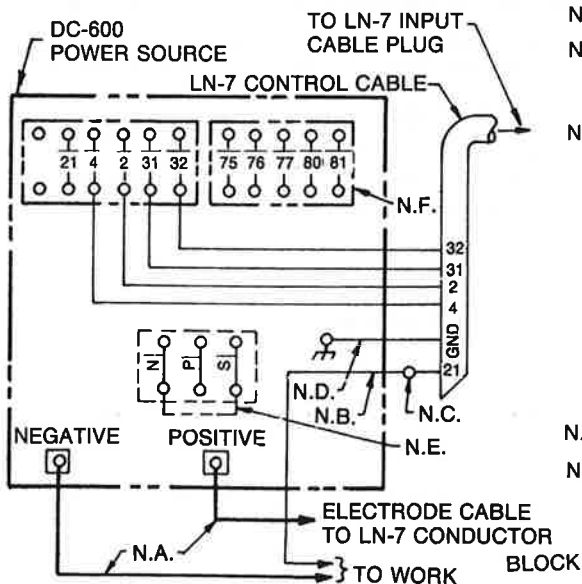 DC-600
POWER SOURCE
TO LN-7 INPUT
CABLE PLUG
LN-7 CONTROL CABLE
21 4 2 31 32
75 76 77 80 81
N.F.
32
31
2
4
GND
21
N P S
N.D.
N.B.
N.C.
N.E.
NEGATIVE
POSITIVE
N.A.
ELECTRODE CABLE
TO LN-7 CONDUCTOR BLOCK
TO WORK
N
N
N
N.
N